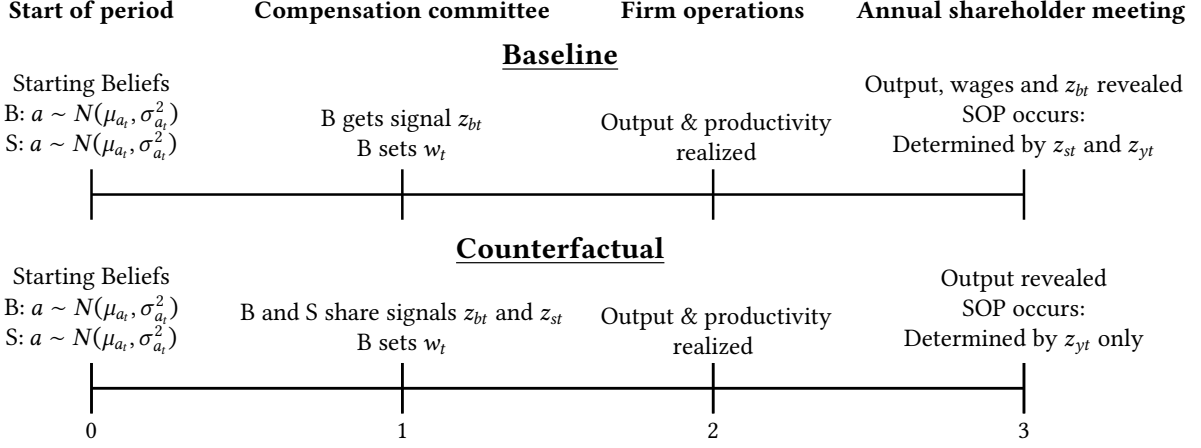 Start of period Compensation committee Firm operations Annual shareholder meeting
Baseline
Starting Beliefs
B: a ∼ N(μ_{a_t}, σ²_{a_t})
S: a ∼ N(μ_{a_t}, σ²_{a_t})
B gets signal z_{bt}
B sets w_t
Output & productivity
realized
Output, wages and z_{bt} revealed
SOP occurs:
Determined by z_{st} and z_{yt}
Counterfactual
Starting Beliefs
B: a ∼ N(μ_{a_t}, σ²_{a_t})
S: a ∼ N(μ_{a_t}, σ²_{a_t})
B and S share signals z_{bt} and z_{st}
B sets w_t
Output & productivity
realized
Output revealed
SOP occurs:
Determined by z_{yt} only
0 1 2 3